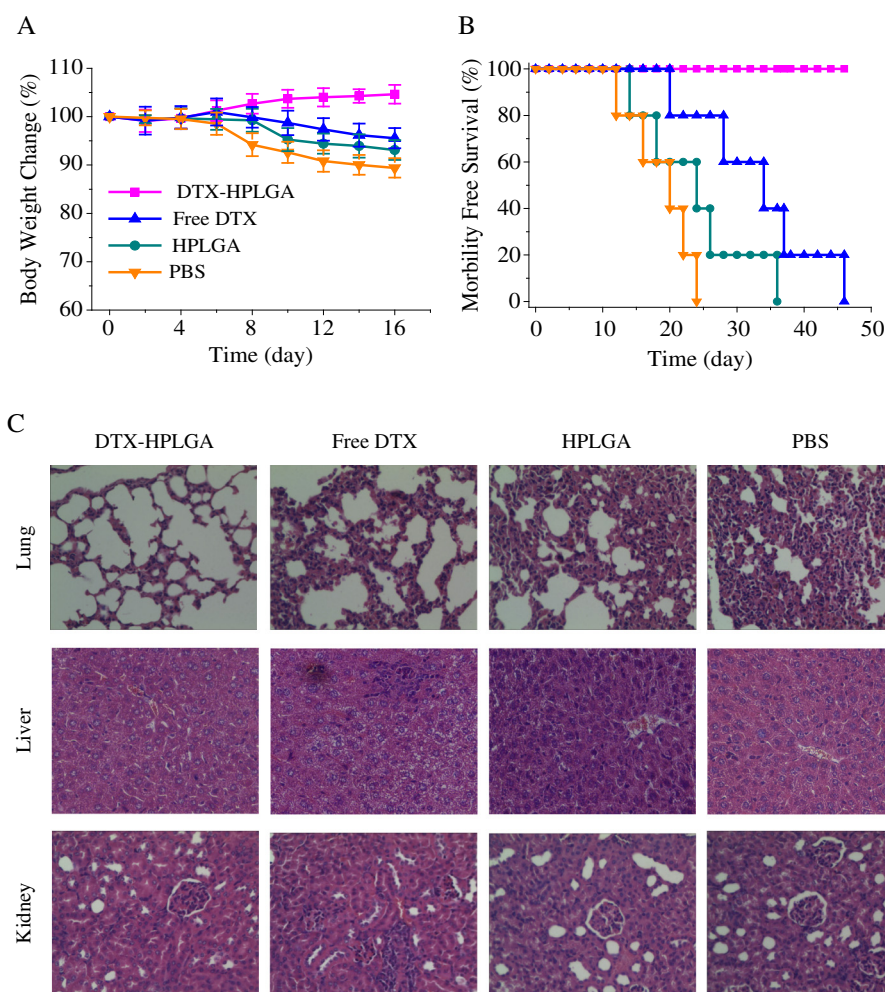 A
B
110
100
90
80
70
60
Body Weight Change (%)
DTX-HPLGA
Free DTX
HPLGA
PBS
0
4
8
12
16
Time (day)
100
80
60
40
20
0
Morbility Free Survival (%)
0
10
20
30
40
50
Time (day)
C
DTX-HPLGA
Free DTX
HPLGA
PBS
Lung
Liver
Kidney